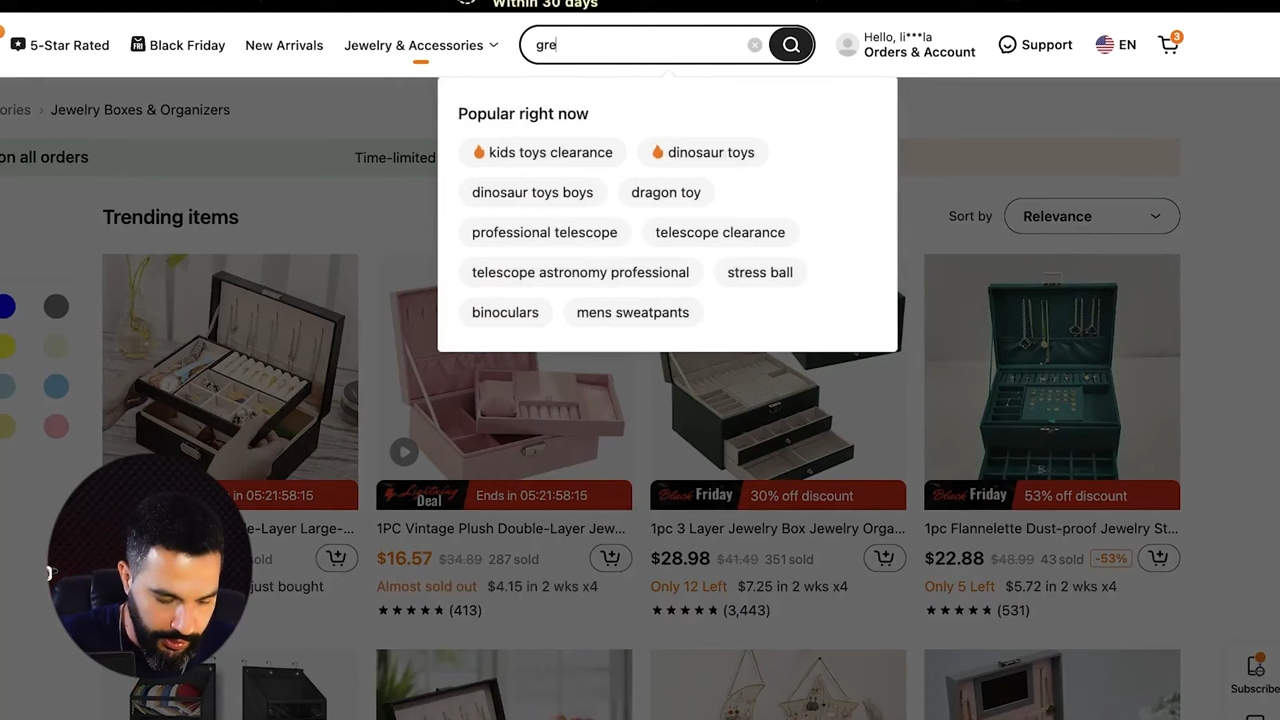 Within 30 days
5-Star Rated
Black Friday
New Arrivals
Jewelry & Accessories
gre
Hello, li***la
Orders & Account
Support
EN
3
ories › Jewelry Boxes & Organizers
on all orders
Time-limited
Popular right now
kids toys clearance
dinosaur toys
dinosaur toys boys
dragon toy
professional telescope
telescope clearance
telescope astronomy professional
stress ball
binoculars
mens sweatpants
Trending items
Sort by
Relevance
in 05:21:58:15
Lightning Deal
Ends in 05:21:58:15
Black Friday
30% off discount
Black Friday
53% off discount
e-Layer Large-...
1PC Vintage Plush Double-Layer Jew...
1pc 3 Layer Jewelry Box Jewelry Orga...
1pc Flannelette Dust-proof Jewelry St...
sold
$16.57 $34.89 287 sold
$28.98 $41.49 351 sold
$22.88 $48.99 43 sold -53%
just bought
Almost sold out $4.15 in 2 wks x4
Only 12 Left $7.25 in 2 wks x4
Only 5 Left $5.72 in 2 wks x4
(413)
(3,443)
(531)
Subscribe